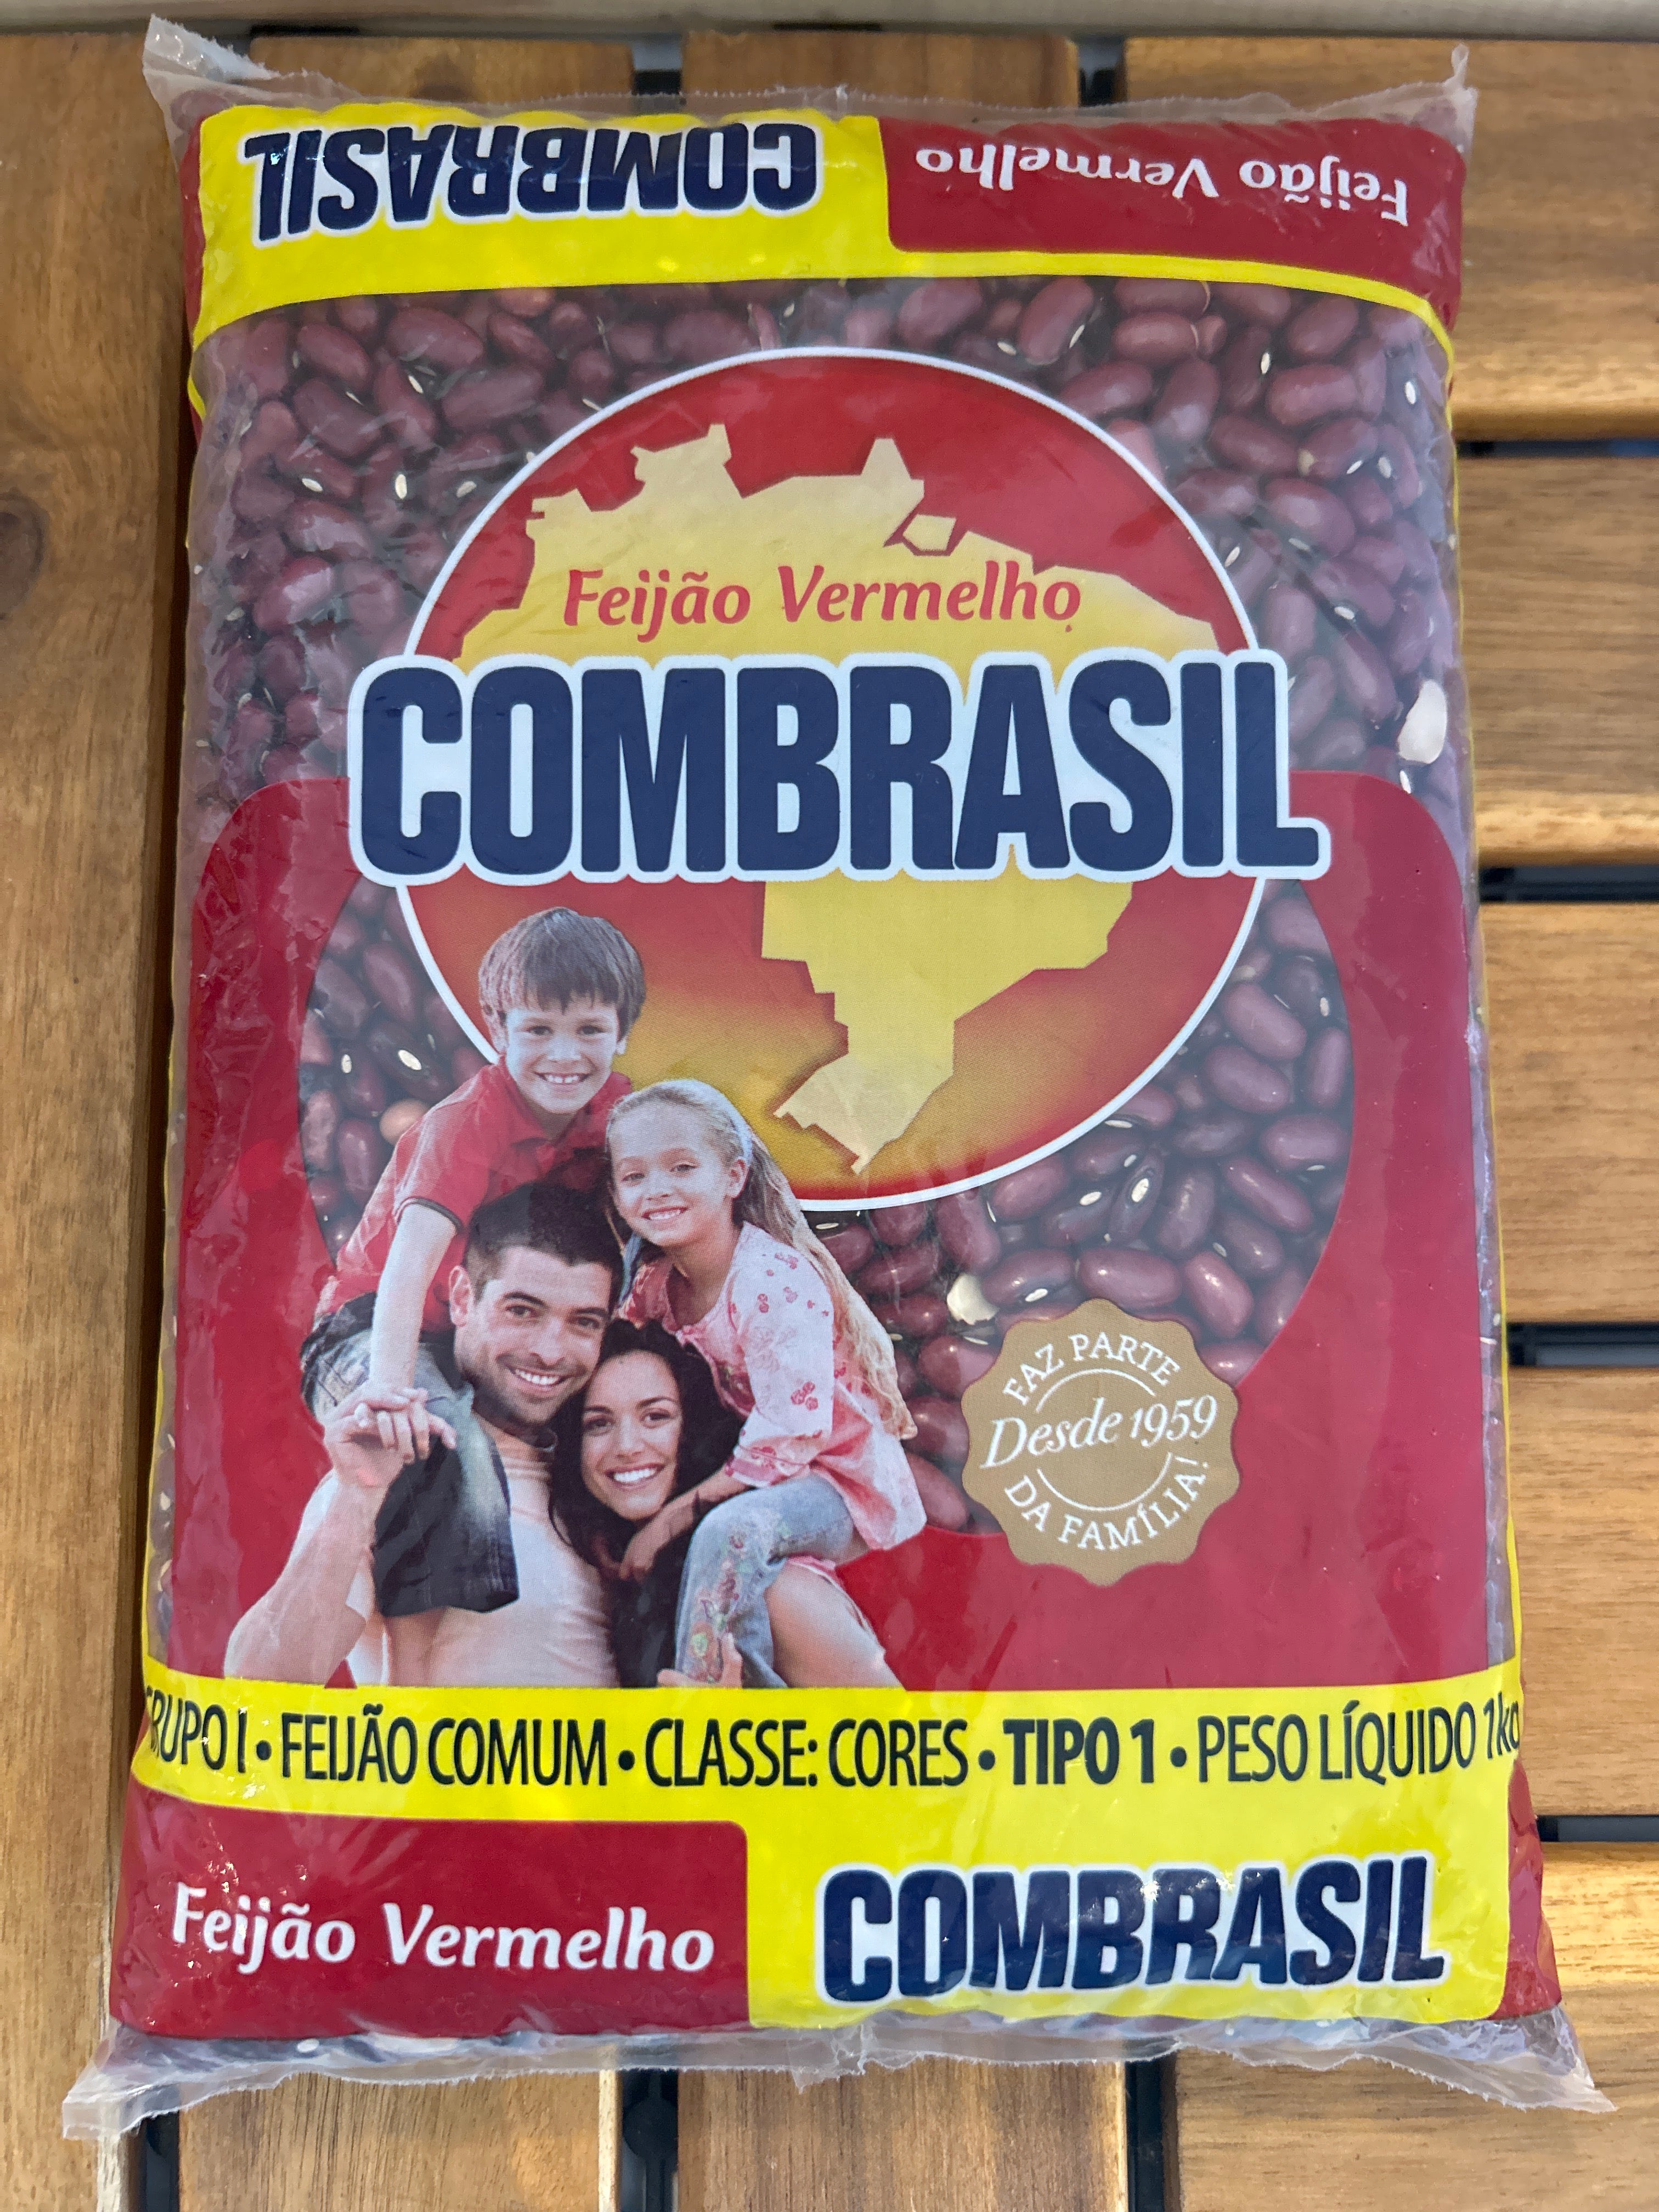 COMBRASIL
Feijão Vermelho
Feijão Vermelho
COMBRASIL
FAZ PARTE
Desde 1959
DA FAMÍLIA!
GRUPO I • FEIJÃO COMUM • CLASSE: CORES • TIPO 1 • PESO LÍQUIDO 1kg
Feijão Vermelho
COMBRASIL